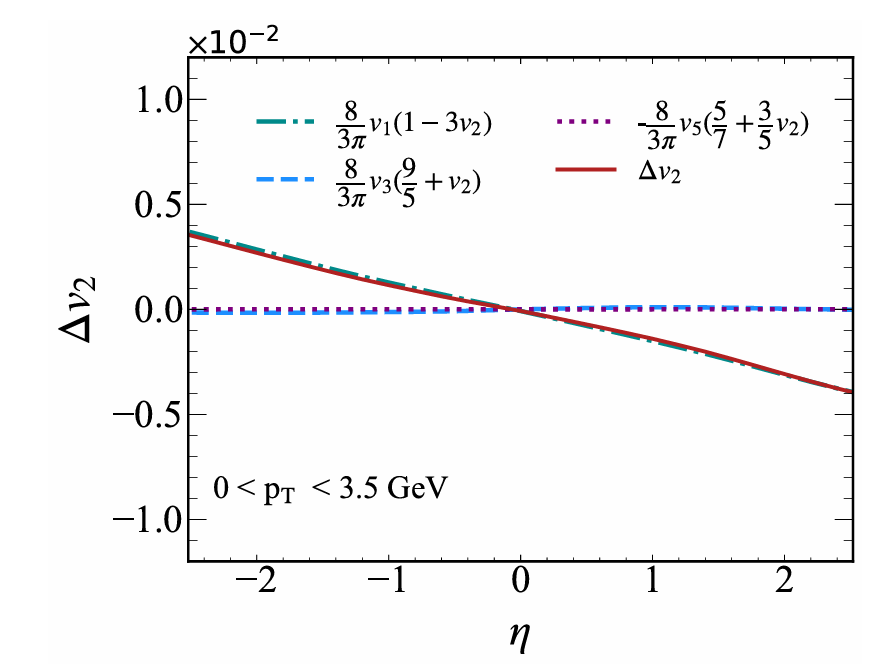 ×10⁻²
1.0
0.5
0.0
−0.5
−1.0
Δv₂
8/3π v₁(1 − 3v₂)
8/3π v₃(9/5 + v₂)
-8/3π v₅(5/7 + 3/5 v₂)
Δv₂
0 < p_T < 3.5 GeV
−2 −1 0 1 2
η